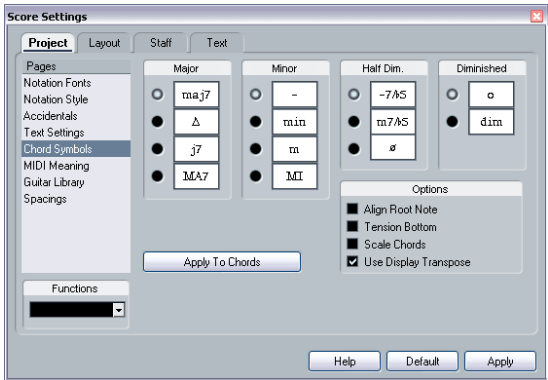 Score Settings
Project Layout Staff Text
Pages
Notation Fonts
Notation Style
Accidentals
Text Settings
Chord Symbols
MIDI Meaning
Guitar Library
Spacings
Functions
Major
maj7
Δ
j7
MA7
Minor
-
min
m
MI
Half Dim.
-7/♭5
m7/♭5
ø
Diminished
o
dim
Options
Align Root Note
Tension Bottom
Scale Chords
Use Display Transpose
Apply To Chords
Help Default Apply